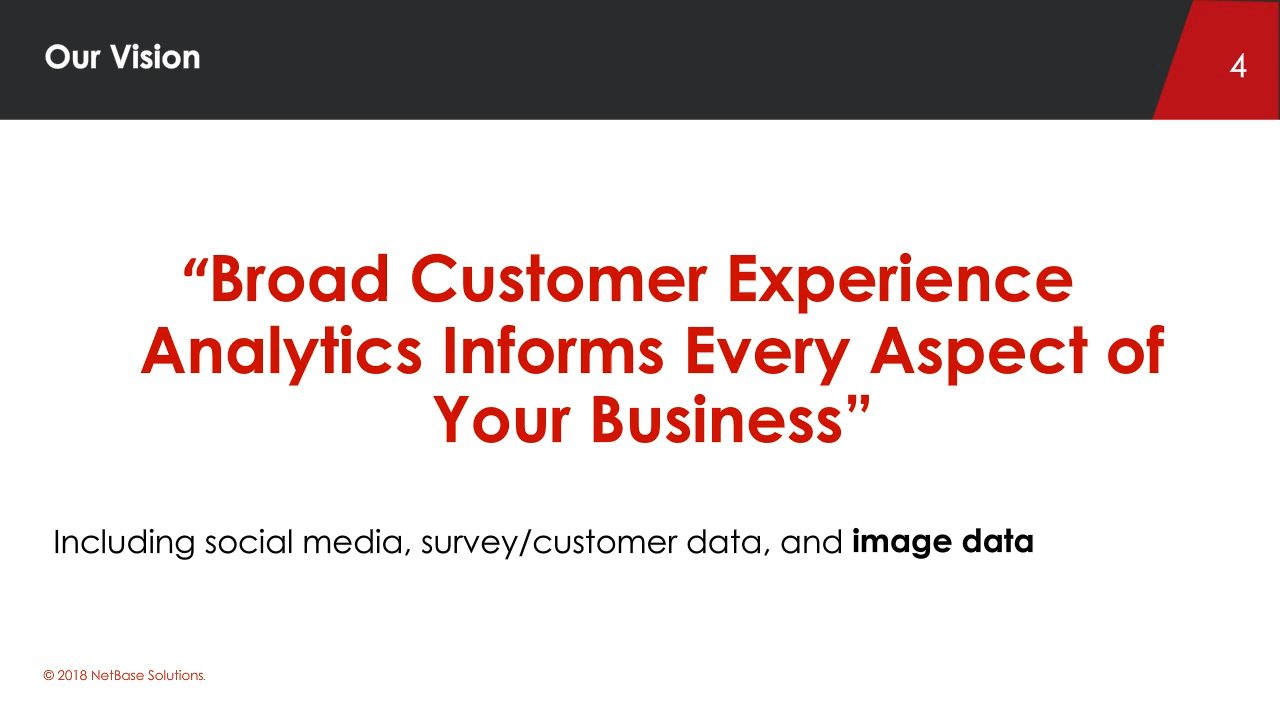 Our Vision
4
“Broad Customer Experience
Analytics Informs Every Aspect of
Your Business”
Including social media, survey/customer data, and image data
© 2018 NetBase Solutions.